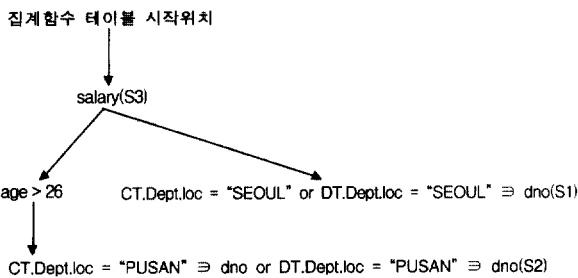 집계함수 테이블 시작위치
salary(S3)
age > 26
CT.Dept.loc = "SEOUL" or DT.Dept.loc = "SEOUL" ∋ dno(S1)
CT.Dept.loc = "PUSAN" ∋ dno or DT.Dept.loc = "PUSAN" ∋ dno(S2)